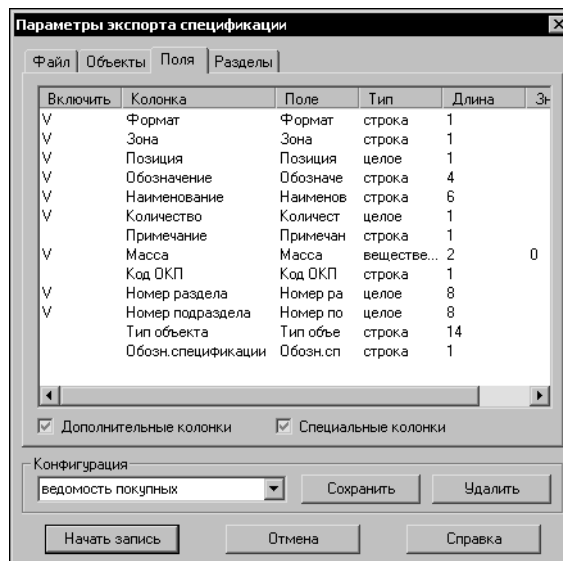 Параметры экспорта спецификации
Файл Объекты Поля Разделы
Включить Колонка Поле Тип Длина Зн
V Формат Формат строка 1
V Зона Зона строка 1
V Позиция Позиция целое 1
V Обозначение Обозначе строка 4
V Наименование Наименов строка 6
V Количество Количест целое 1
Примечание Примечан строка 1
V Масса Масса веществе... 2 0
Код ОКП Код ОКП строка 1
V Номер раздела Номер ра целое 8
V Номер подраздела Номер по целое 8
Тип объекта Тип объе строка 14
Обозн.спецификации Обозн.сп строка 1
Дополнительные колонки Специальные колонки
Конфигурация
ведомость покупных Сохранить Удалить
Начать запись Отмена Справка